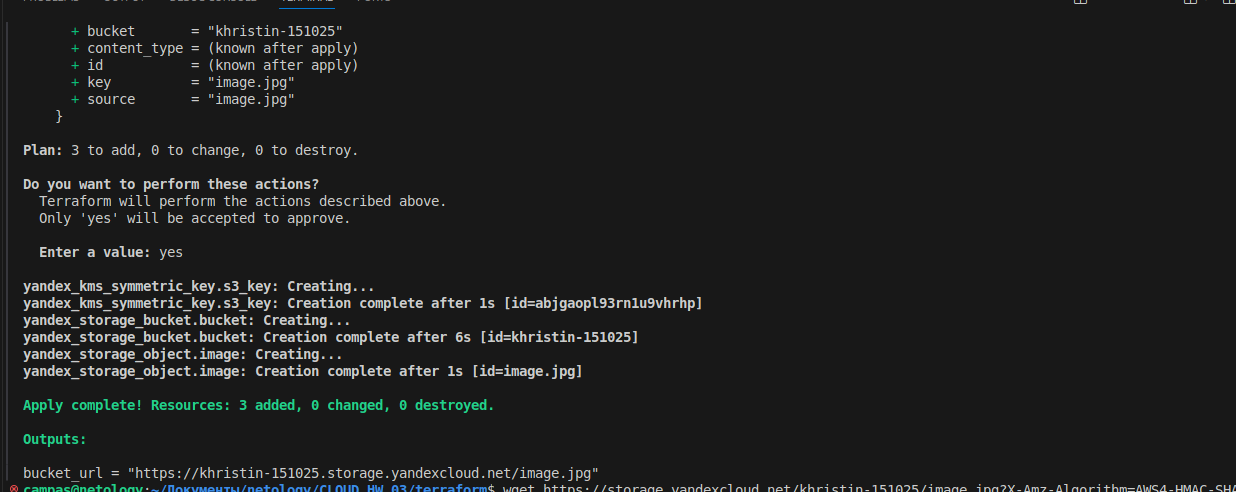 + bucket = "khristin-151025"
+ content_type = (known after apply)
+ id = (known after apply)
+ key = "image.jpg"
+ source = "image.jpg"
}
Plan: 3 to add, 0 to change, 0 to destroy.
Do you want to perform these actions?
Terraform will perform the actions described above.
Only 'yes' will be accepted to approve.
Enter a value: yes
yandex_kms_symmetric_key.s3_key: Creating...
yandex_kms_symmetric_key.s3_key: Creation complete after 1s [id=abjgaopl93rn1u9vhrhp]
yandex_storage_bucket.bucket: Creating...
yandex_storage_bucket.bucket: Creation complete after 6s [id=khristin-151025]
yandex_storage_object.image: Creating...
yandex_storage_object.image: Creation complete after 1s [id=image.jpg]
Apply complete! Resources: 3 added, 0 changed, 0 destroyed.
Outputs:
bucket_url = "https://khristin-151025.storage.yandexcloud.net/image.jpg"
campas@netology:~/Документы/netology/CLOUD_HW_03/terraform$ wget https://storage.yandexcloud.net/khristin-151025/image.jpg?X-Amz-Algorithm=AWS4-HMAC-SHA